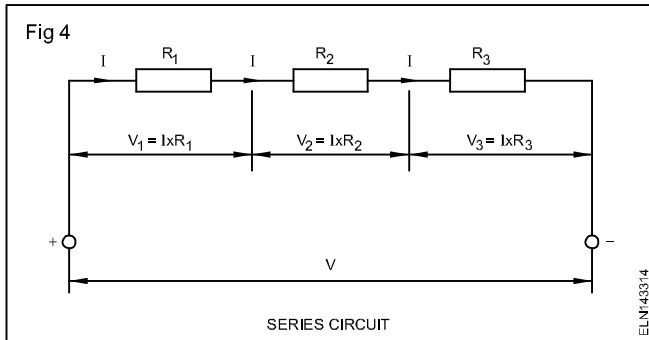 Fig 4
I R1 I R2 I R3
V1 = IxR1 V2 = IxR2 V3 = IxR3
+ –
V
SERIES CIRCUIT
ELN143314